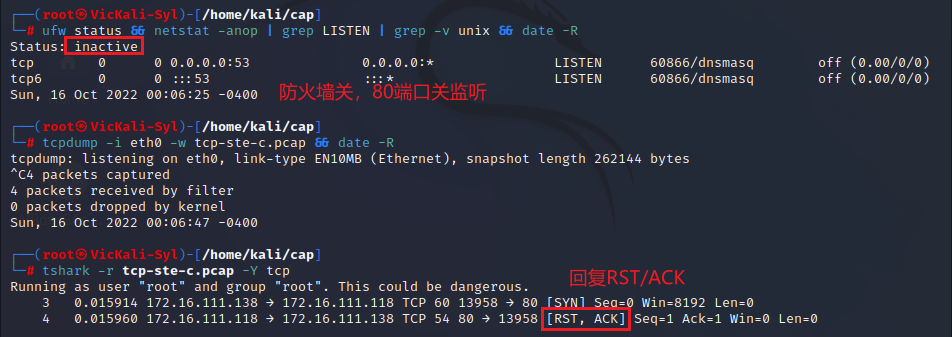 ┌──(root㉿VicKali-Syl)-[/home/kali/cap]
└─# ufw status && netstat -anop | grep LISTEN | grep -v unix && date -R
Status: inactive
tcp 0 0 0.0.0.0:53 0.0.0.0:* LISTEN 60866/dnsmasq off (0.00/0/0)
tcp6 0 0 :::53 :::* LISTEN 60866/dnsmasq off (0.00/0/0)
Sun, 16 Oct 2022 00:06:25 -0400
防火墙关，80端口关监听
┌──(root㉿VicKali-Syl)-[/home/kali/cap]
└─# tcpdump -i eth0 -w tcp-ste-c.pcap && date -R
tcpdump: listening on eth0, link-type EN10MB (Ethernet), snapshot length 262144 bytes
^C4 packets captured
4 packets received by filter
0 packets dropped by kernel
Sun, 16 Oct 2022 00:06:47 -0400
┌──(root㉿VicKali-Syl)-[/home/kali/cap]
└─# tshark -r tcp-ste-c.pcap -Y tcp
回复RST/ACK
Running as user "root" and group "root". This could be dangerous.
3 0.015914 172.16.111.138 → 172.16.111.118 TCP 60 13958 → 80 [SYN] Seq=0 Win=8192 Len=0
4 0.015960 172.16.111.118 → 172.16.111.138 TCP 54 80 → 13958 [RST, ACK] Seq=1 Ack=1 Win=0 Len=0